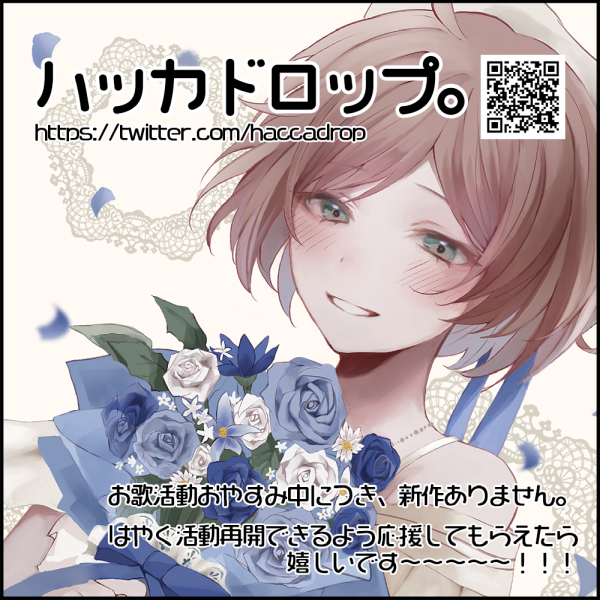 ハッカドロップ。
https://twitter.com/haccadrop
お歌活動おやすみ中につき、新作ありません。
はやく活動再開できるよう応援してもらえたら
嬉しいです～～～～～！！！